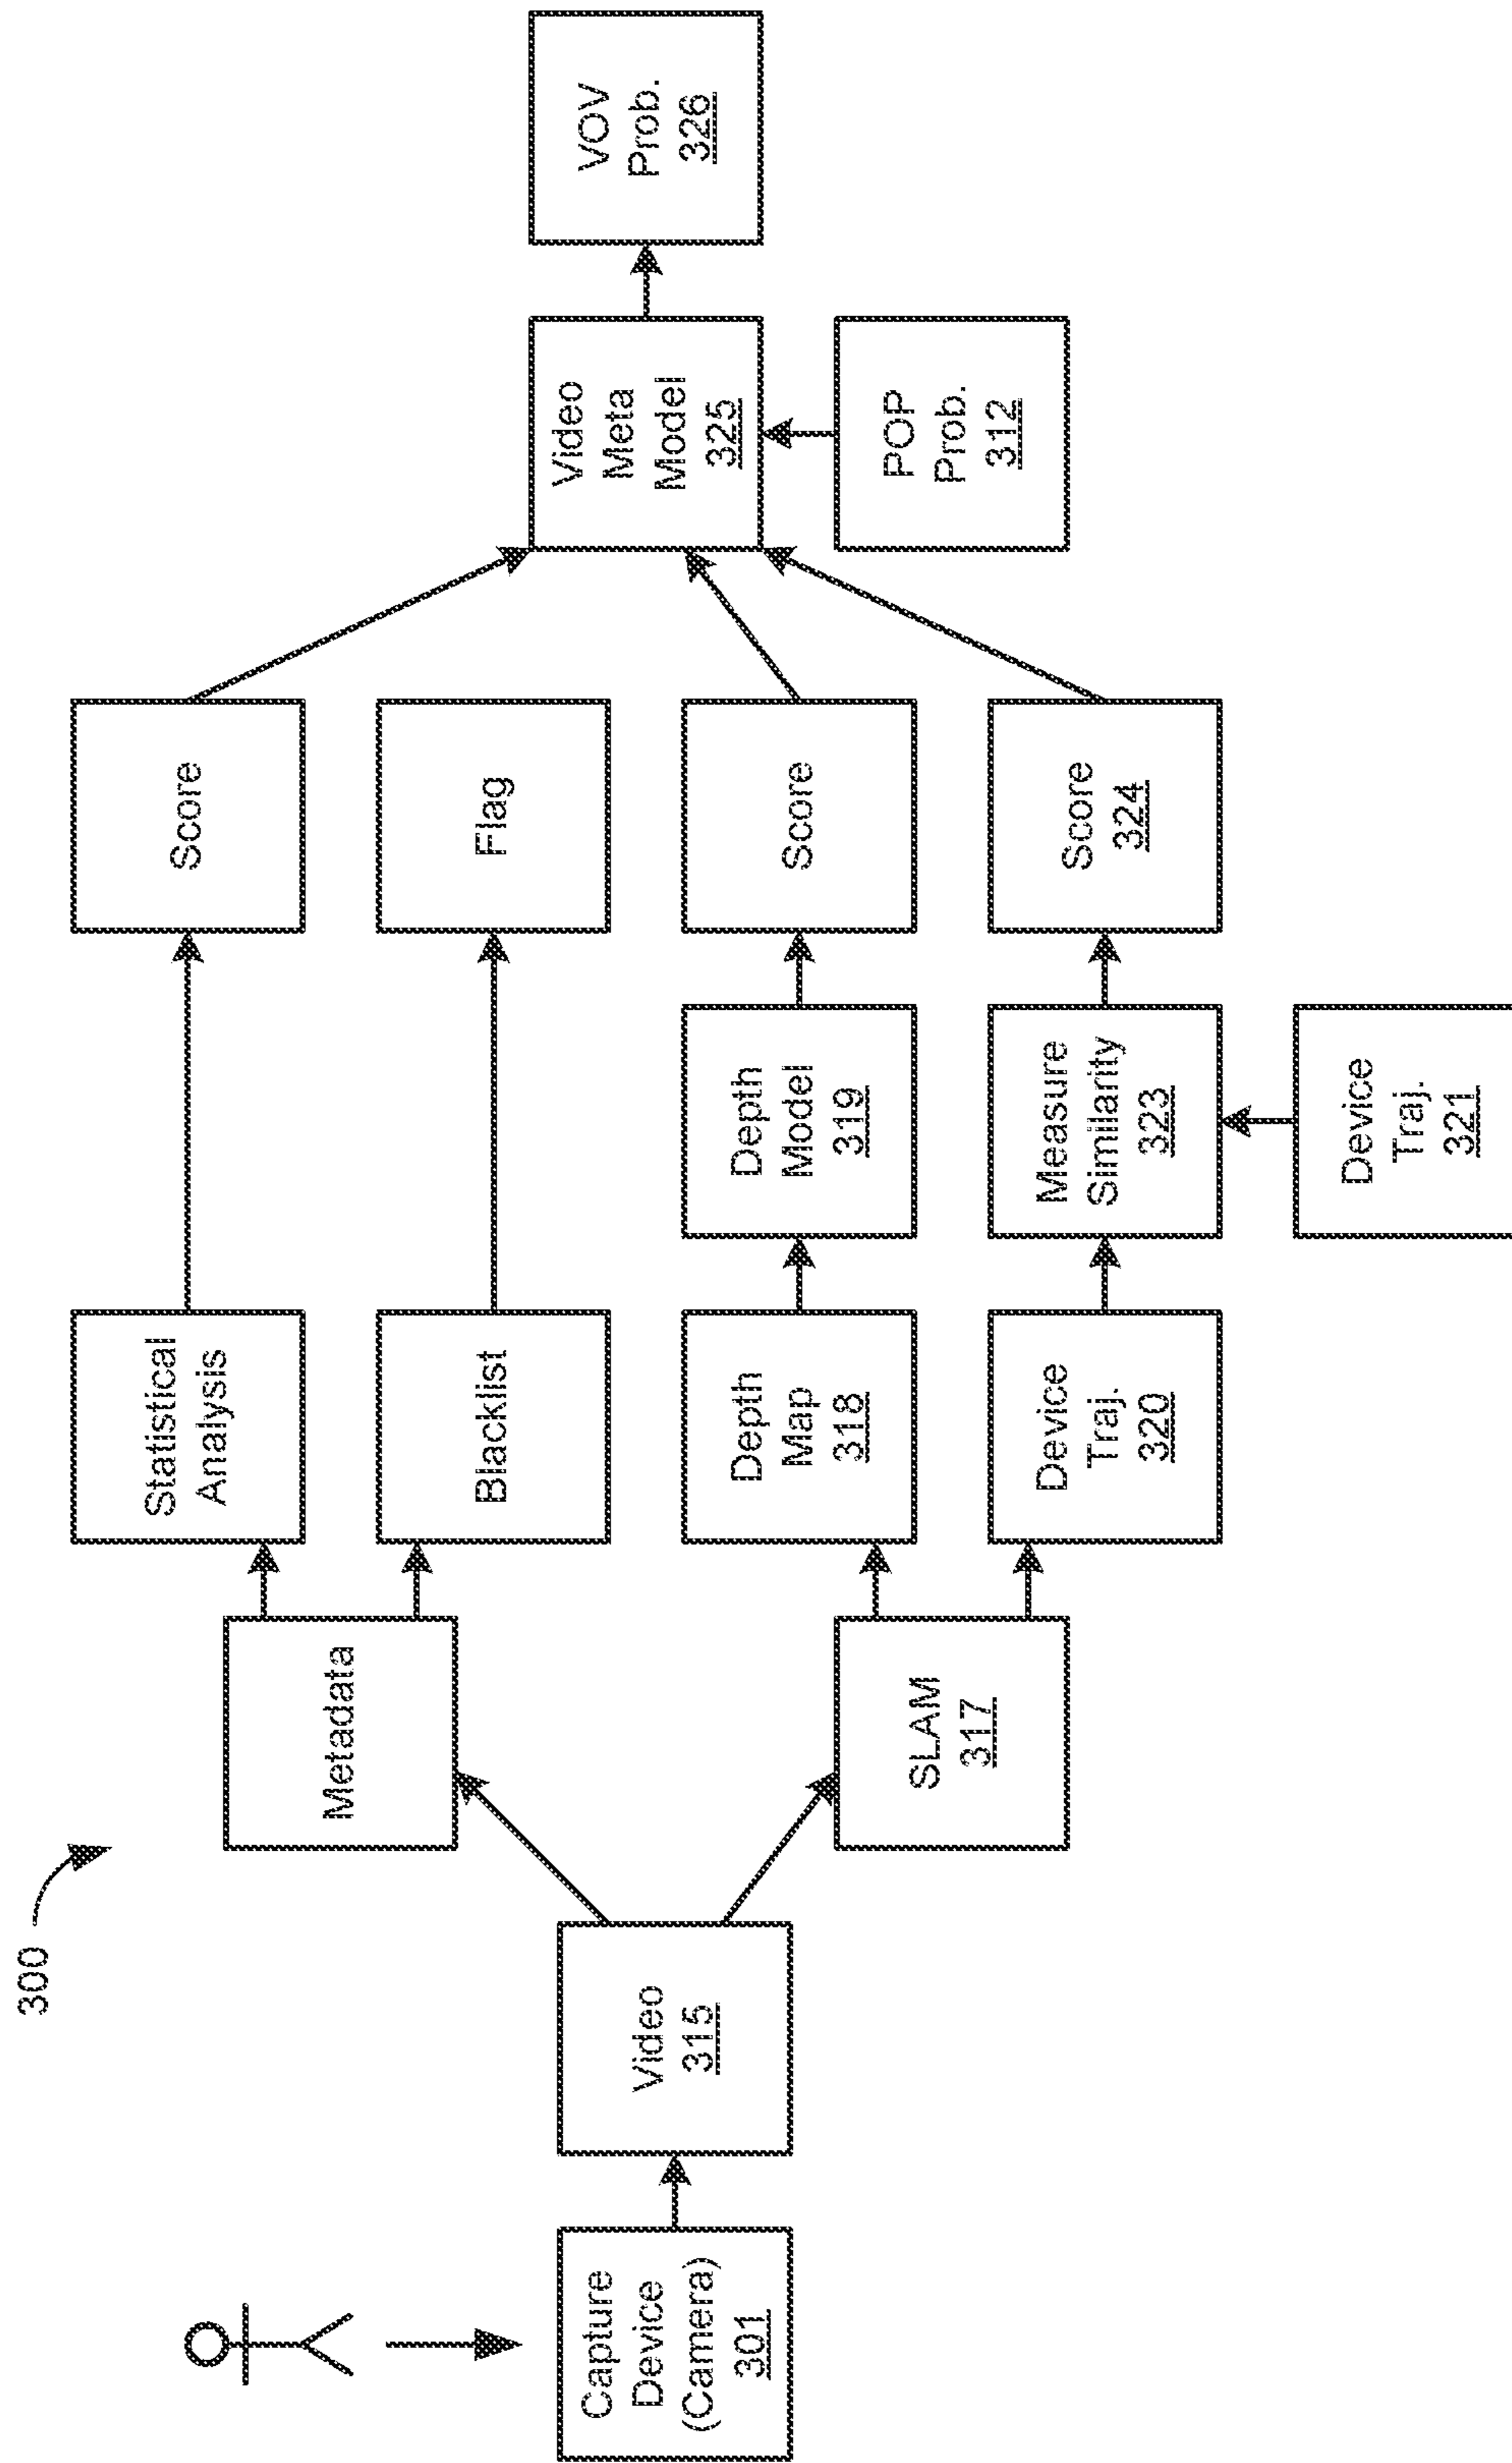 300
Capture
Device
(Camera)
301
Video
315
Metadata
SLAM
317
Statistical
Analysis
Blacklist
Depth
Map
318
Device
Traj.
320
Depth
Model
319
Measure
Similarity
323
Device
Traj.
321
Score
Flag
Score
Score
324
Video
Meta
Model
325
POP
Prob.
312
VOV
Prob.
326